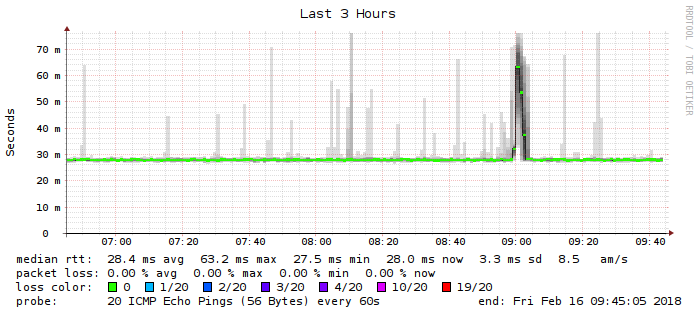 Last 3 Hours
RRDTOOL / TOBI OETIKER
Seconds
70 m
60 m
50 m
40 m
30 m
20 m
10 m
0
07:00 07:20 07:40 08:00 08:20 08:40 09:00 09:20 09:40
median rtt: 28.4 ms avg 63.2 ms max 27.5 ms min 28.0 ms now 3.3 ms sd 8.5 am/s
packet loss: 0.00 % avg 0.00 % max 0.00 % min 0.00 % now
loss color: 0 1/20 2/20 3/20 4/20 10/20 19/20
probe: 20 ICMP Echo Pings (56 Bytes) every 60s end: Fri Feb 16 09:45:05 2018